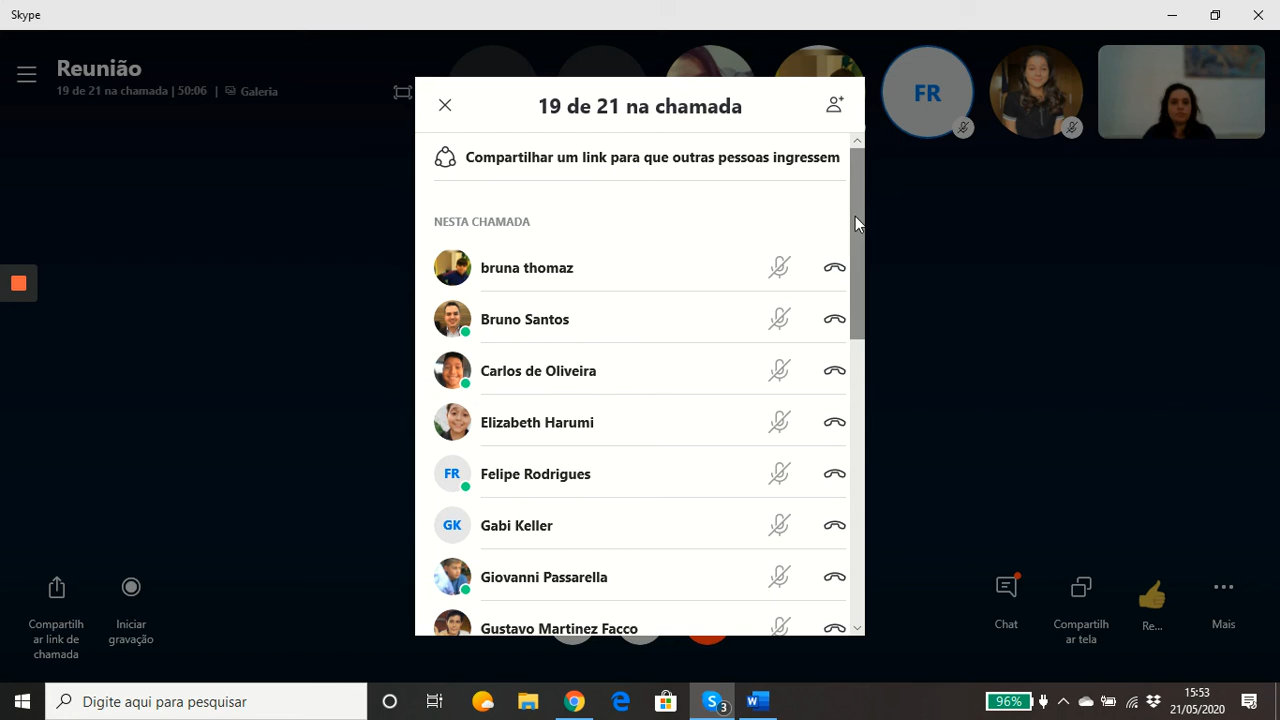 Skype
Reunião
19 de 21 na chamada | 50:06 | Galeria
FR
19 de 21 na chamada
Compartilhar um link para que outras pessoas ingressem
NESTA CHAMADA
bruna thomaz
Bruno Santos
Carlos de Oliveira
Elizabeth Harumi
FR Felipe Rodrigues
GK Gabi Keller
Giovanni Passarella
Gustavo Martinez Facco
Compartilh
ar link de
chamada
Iniciar
gravação
Chat
Compartilh
ar tela
Re...
Mais
Digite aqui para pesquisar
S
3
W
96%
15:53
21/05/2020